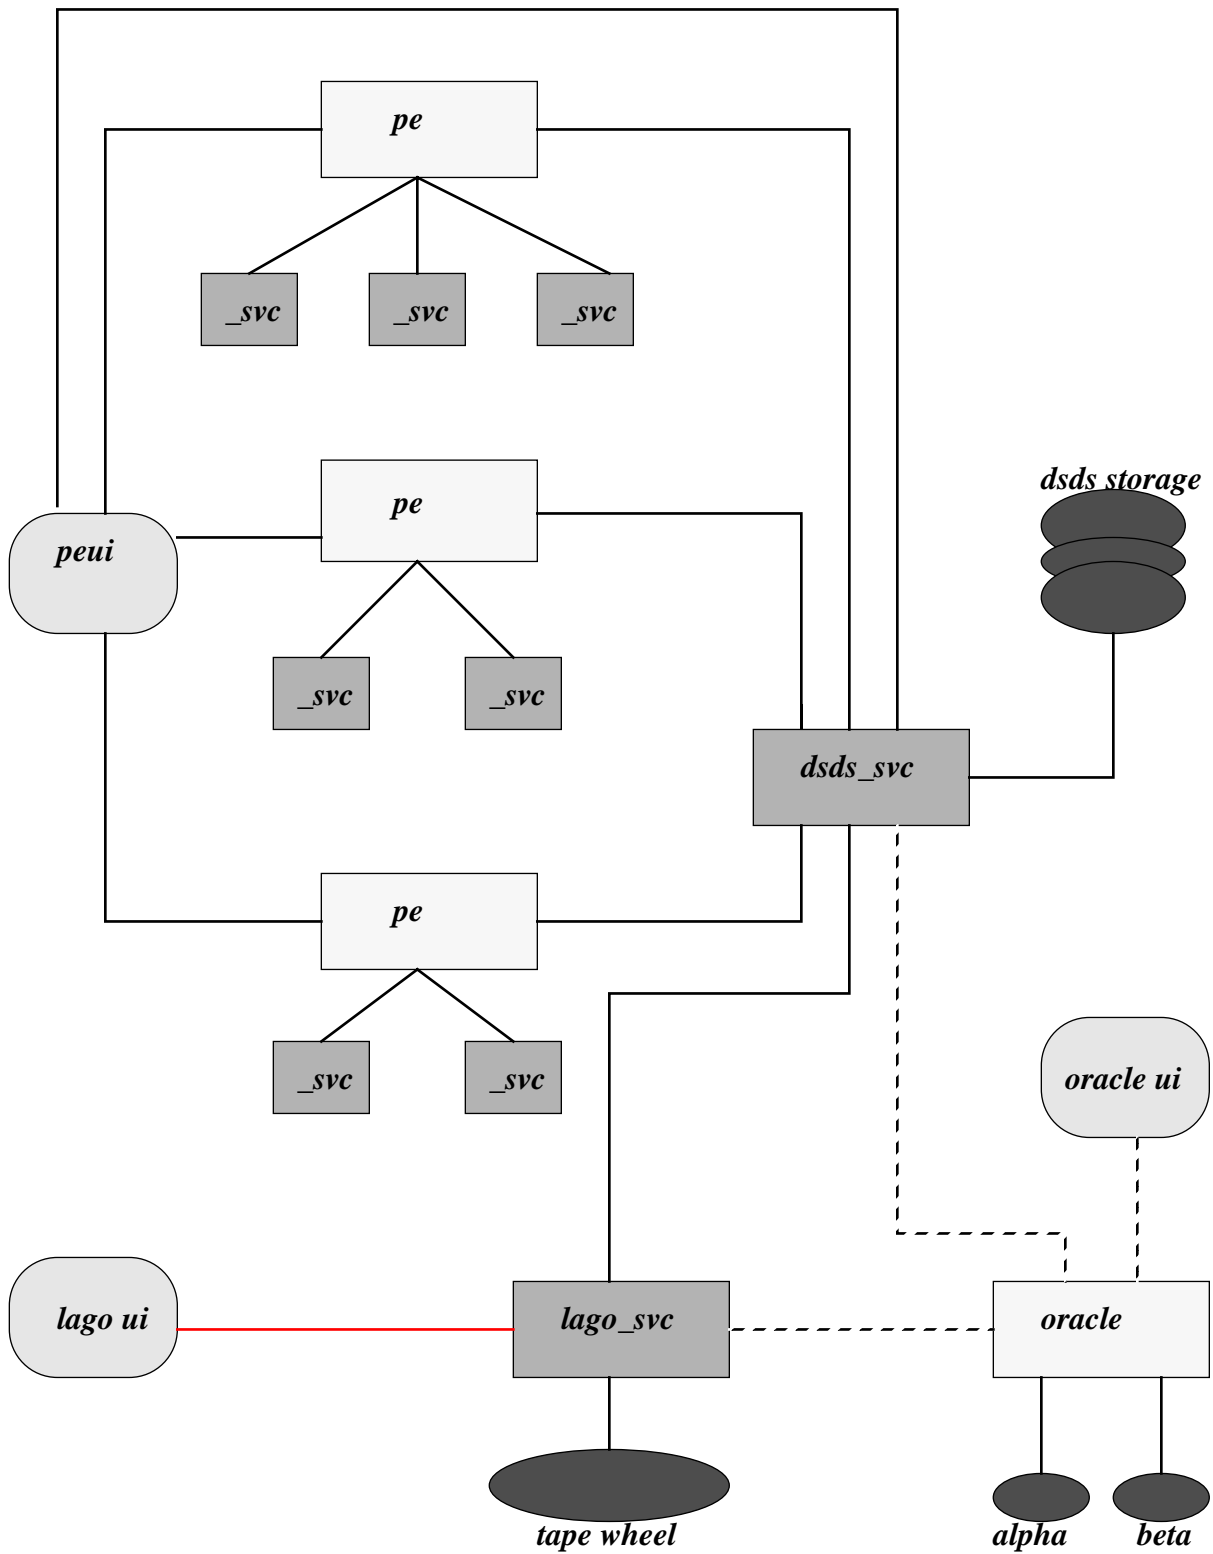 pe
_svc
_svc
_svc
dsds storage
pe
peui
_svc
_svc
dsds_svc
pe
_svc
_svc
oracle ui
lago ui
lago_svc
oracle
tape wheel
alpha
beta